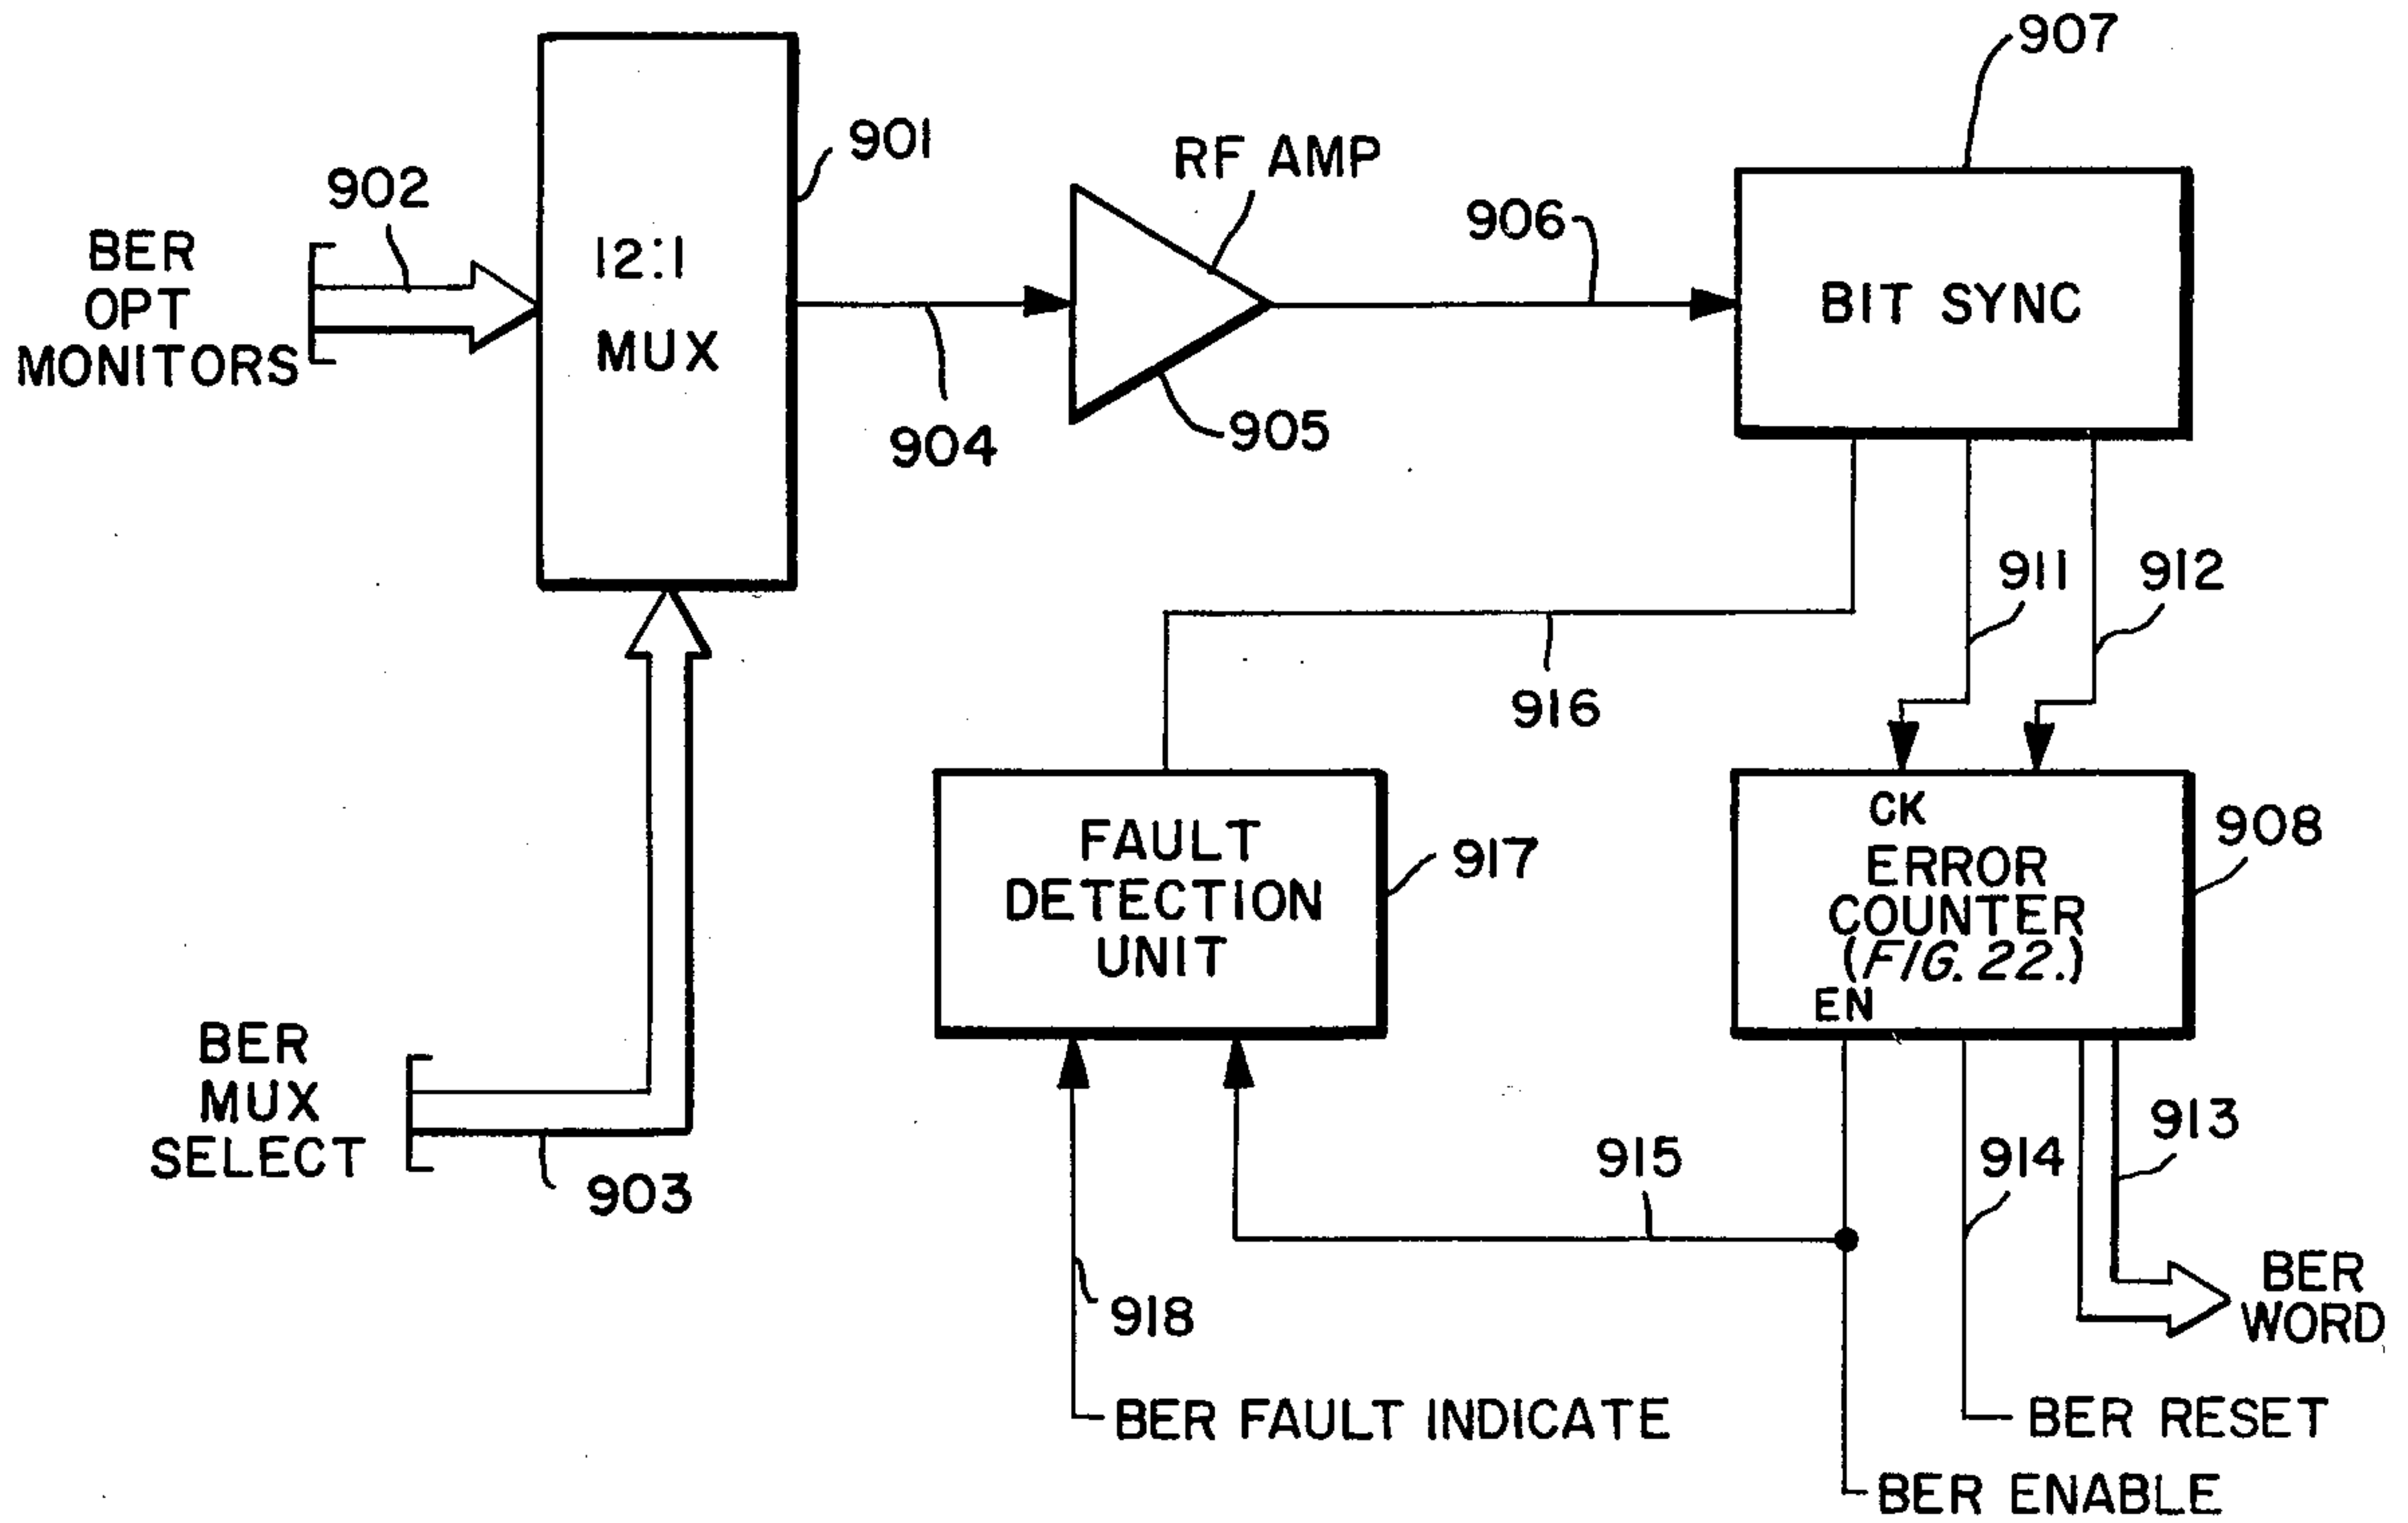 907
901
RF AMP
902
906
BER
OPT
MONITORS
12:1
MUX
BIT SYNC
905
904
911
912
916
CK
ERROR
COUNTER
(FIG. 22.)
EN
908
FAULT
DETECTION
UNIT
917
BER
MUX
SELECT
903
913
914
915
918
BER
WORD
BER FAULT INDICATE
BER RESET
BER ENABLE